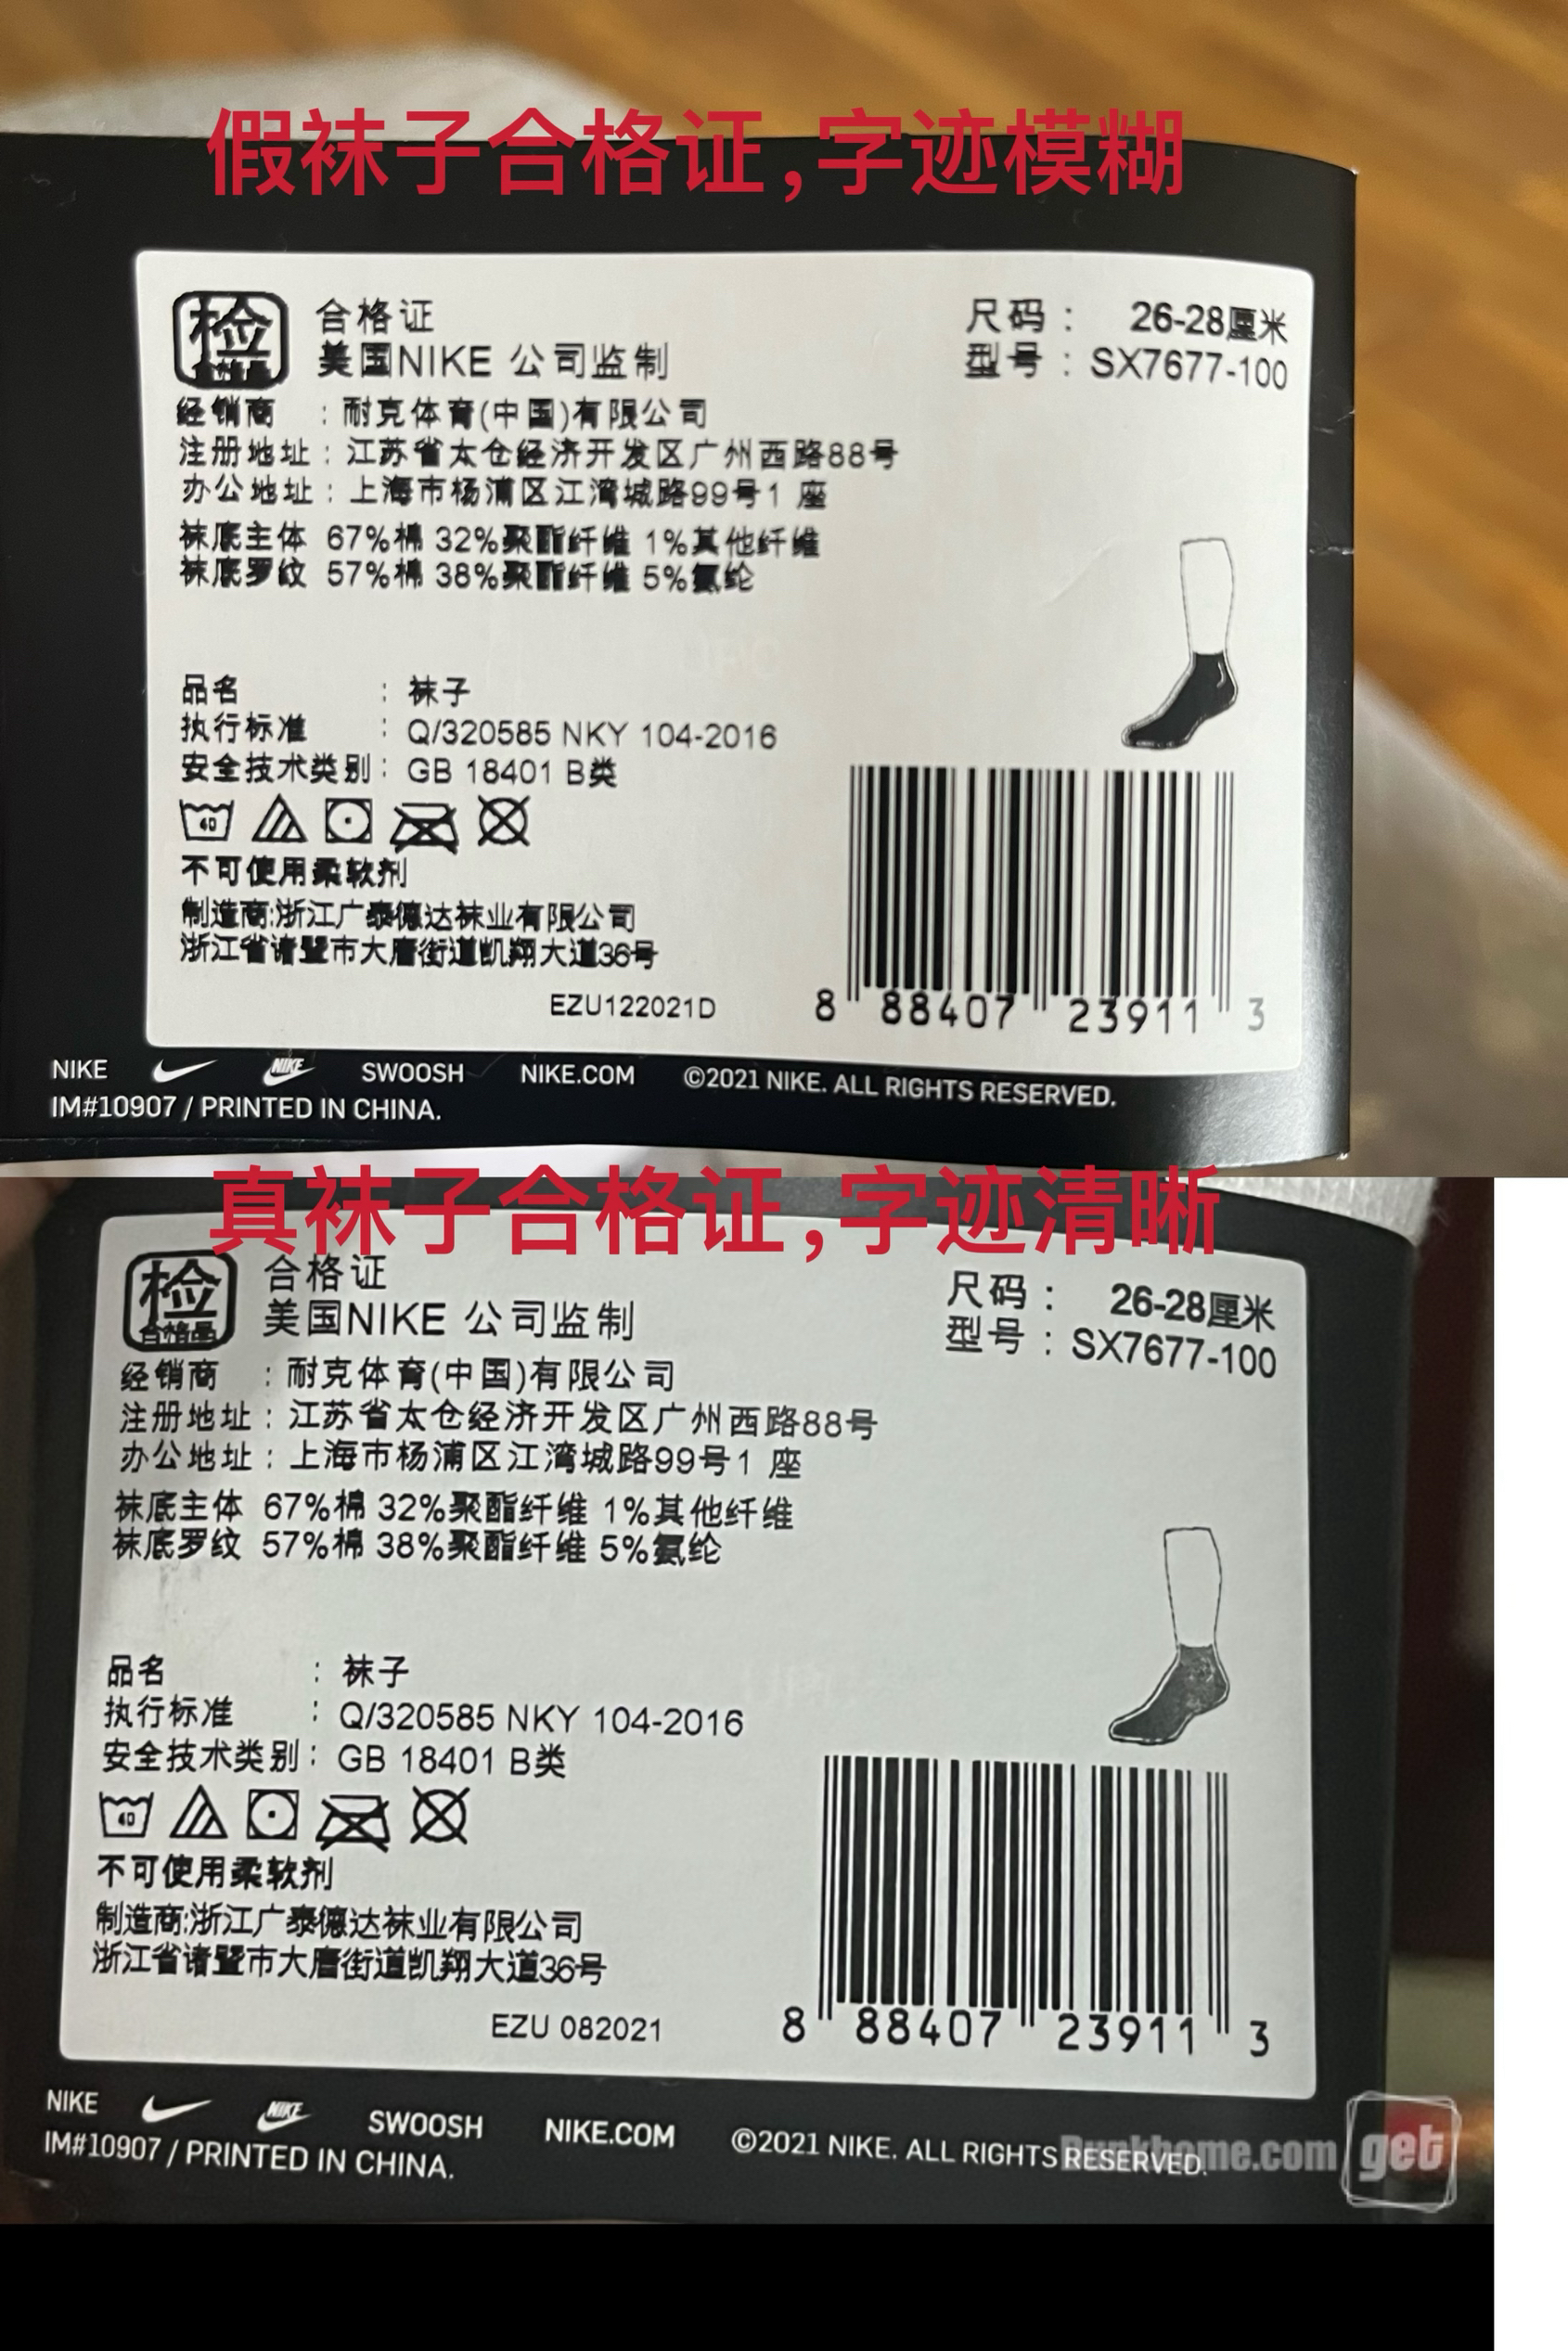 假袜子合格证,字迹模糊
检
合格证
美国NIKE 公司监制
尺码： 26-28厘米
型号：SX7677-100
经销商 ：耐克体育(中国)有限公司
注册地址：江苏省太仓经济开发区广州西路88号
办公地址：上海市杨浦区江湾城路99号1 座
袜底主体 67%棉 32%聚酯纤维 1%其他纤维
袜底罗纹 57%棉 38%聚酯纤维 5%氨纶
品名 ：袜子
执行标准 ：Q/320585 NKY 104-2016
安全技术类别：GB 18401 B类
40
不可使用柔软剂
制造商:浙江广泰德达袜业有限公司
浙江省诸暨市大唐街道凯翔大道36号
EZU122021D
8 88407 23911 3
NIKE NIKE SWOOSH NIKE.COM ©2021 NIKE. ALL RIGHTS RESERVED.
IM#10907 / PRINTED IN CHINA.
真袜子合格证,字迹清晰
检
合格品
合格证
美国NIKE 公司监制
尺码： 26-28厘米
型号：SX7677-100
经销商 ：耐克体育(中国)有限公司
注册地址：江苏省太仓经济开发区广州西路88号
办公地址：上海市杨浦区江湾城路99号1 座
袜底主体 67%棉 32%聚酯纤维 1%其他纤维
袜底罗纹 57%棉 38%聚酯纤维 5%氨纶
品名 ：袜子
执行标准 ：Q/320585 NKY 104-2016
安全技术类别：GB 18401 B类
40
不可使用柔软剂
制造商:浙江广泰德达袜业有限公司
浙江省诸暨市大唐街道凯翔大道36号
EZU 082021
8 88407 23911 3
NIKE NIKE SWOOSH NIKE.COM ©2021 NIKE. ALL RIGHTS RESERVED.
IM#10907 / PRINTED IN CHINA.
get